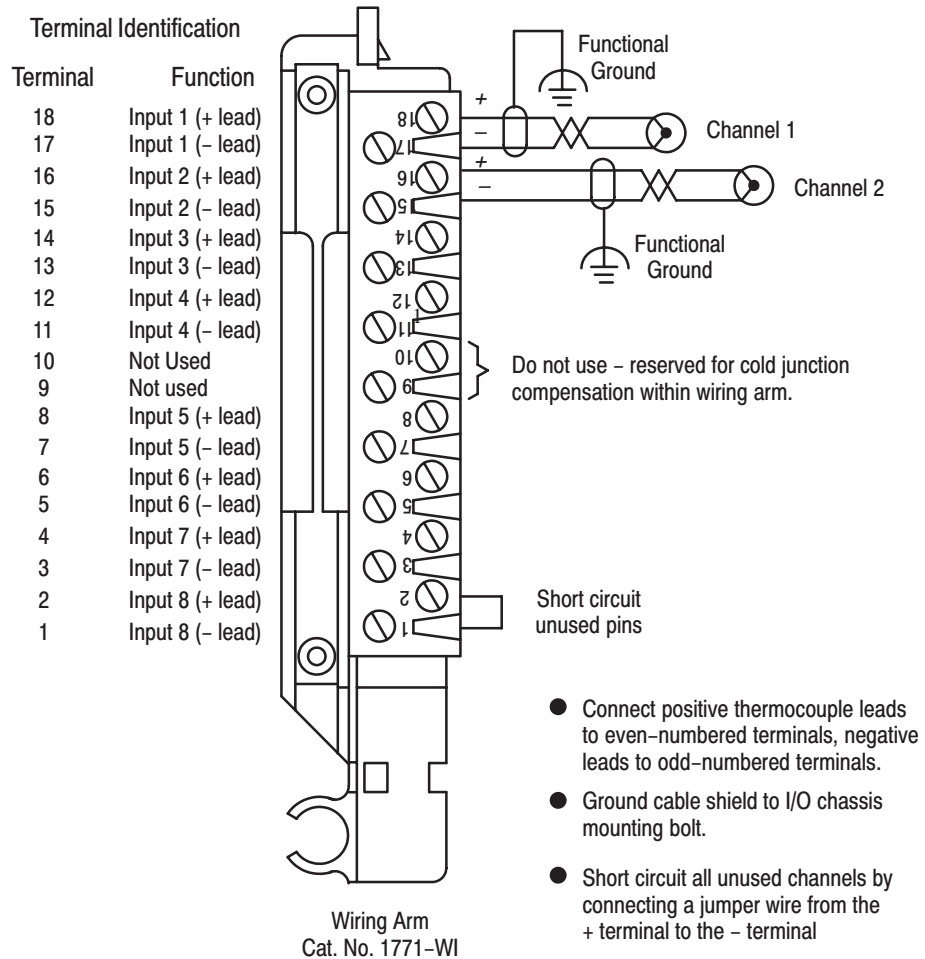 Terminal Identification
Terminal Function
18 Input 1 (+ lead)
17 Input 1 (– lead)
16 Input 2 (+ lead)
15 Input 2 (– lead)
14 Input 3 (+ lead)
13 Input 3 (– lead)
12 Input 4 (+ lead)
11 Input 4 (– lead)
10 Not Used
9 Not used
8 Input 5 (+ lead)
7 Input 5 (– lead)
6 Input 6 (+ lead)
5 Input 6 (– lead)
4 Input 7 (+ lead)
3 Input 7 (– lead)
2 Input 8 (+ lead)
1 Input 8 (– lead)
18
17
16
15
14
13
12
11
10
9
8
7
6
5
4
3
2
1
Functional
Ground
+
–
Channel 1
+
–
Channel 2
Functional
Ground
Do not use – reserved for cold junction
compensation within wiring arm.
Short circuit
unused pins
● Connect positive thermocouple leads
to even–numbered terminals, negative
leads to odd–numbered terminals.
● Ground cable shield to I/O chassis
mounting bolt.
● Short circuit all unused channels by
connecting a jumper wire from the
+ terminal to the – terminal
Wiring Arm
Cat. No. 1771–WI